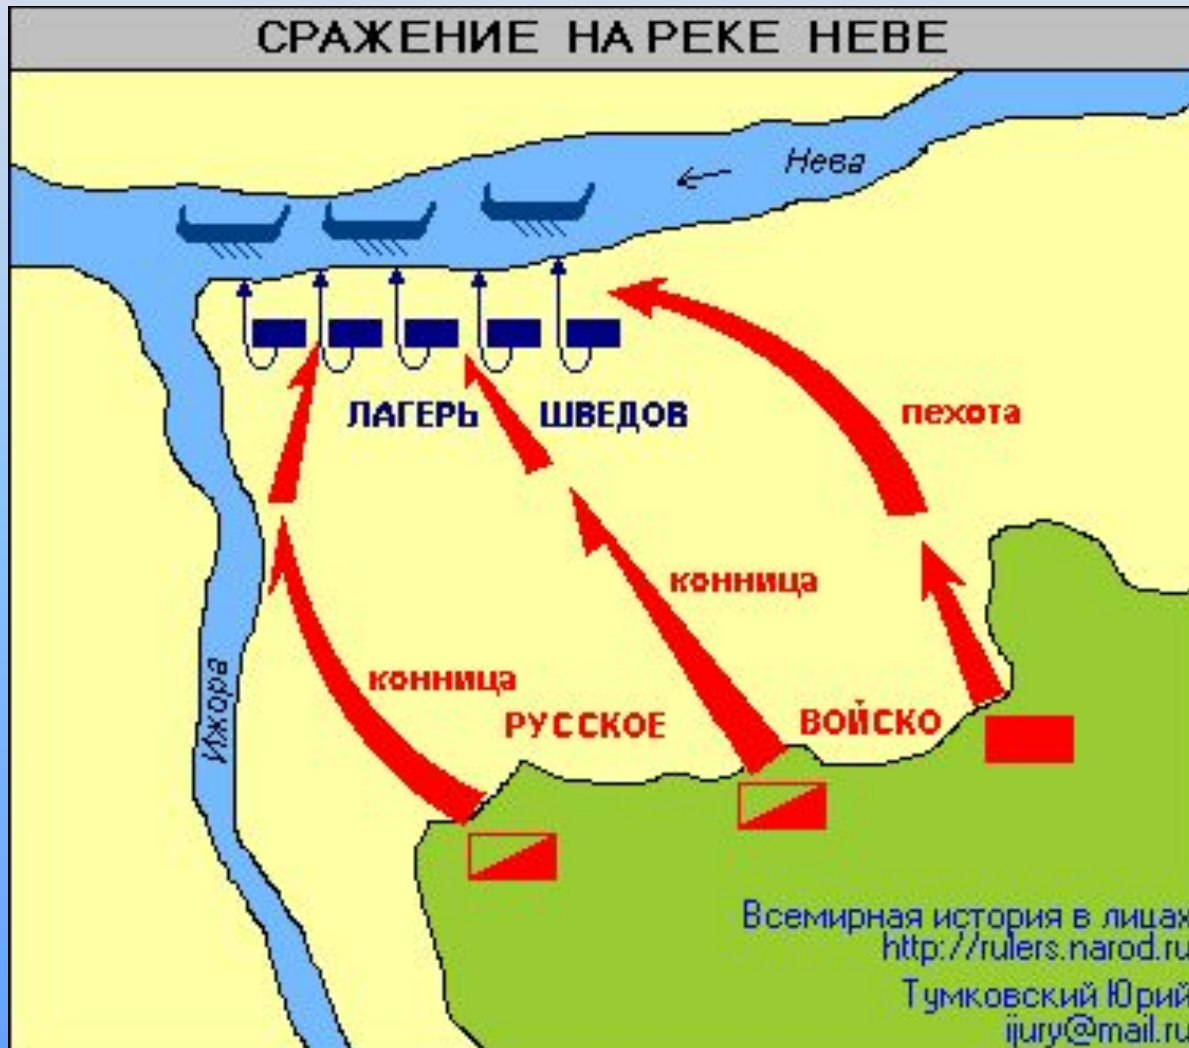 СРАЖЕНИЕ НА РЕКЕ НЕВЕ
Нева
ЛАГЕРЬ ШВЕДОВ
пехота
конница
конница
Ижора
РУССКОЕ ВОЙСКО
Всемирная история в лицах
http://rulers.narod.ru
Тумковский Юрий
ijury@mail.ru